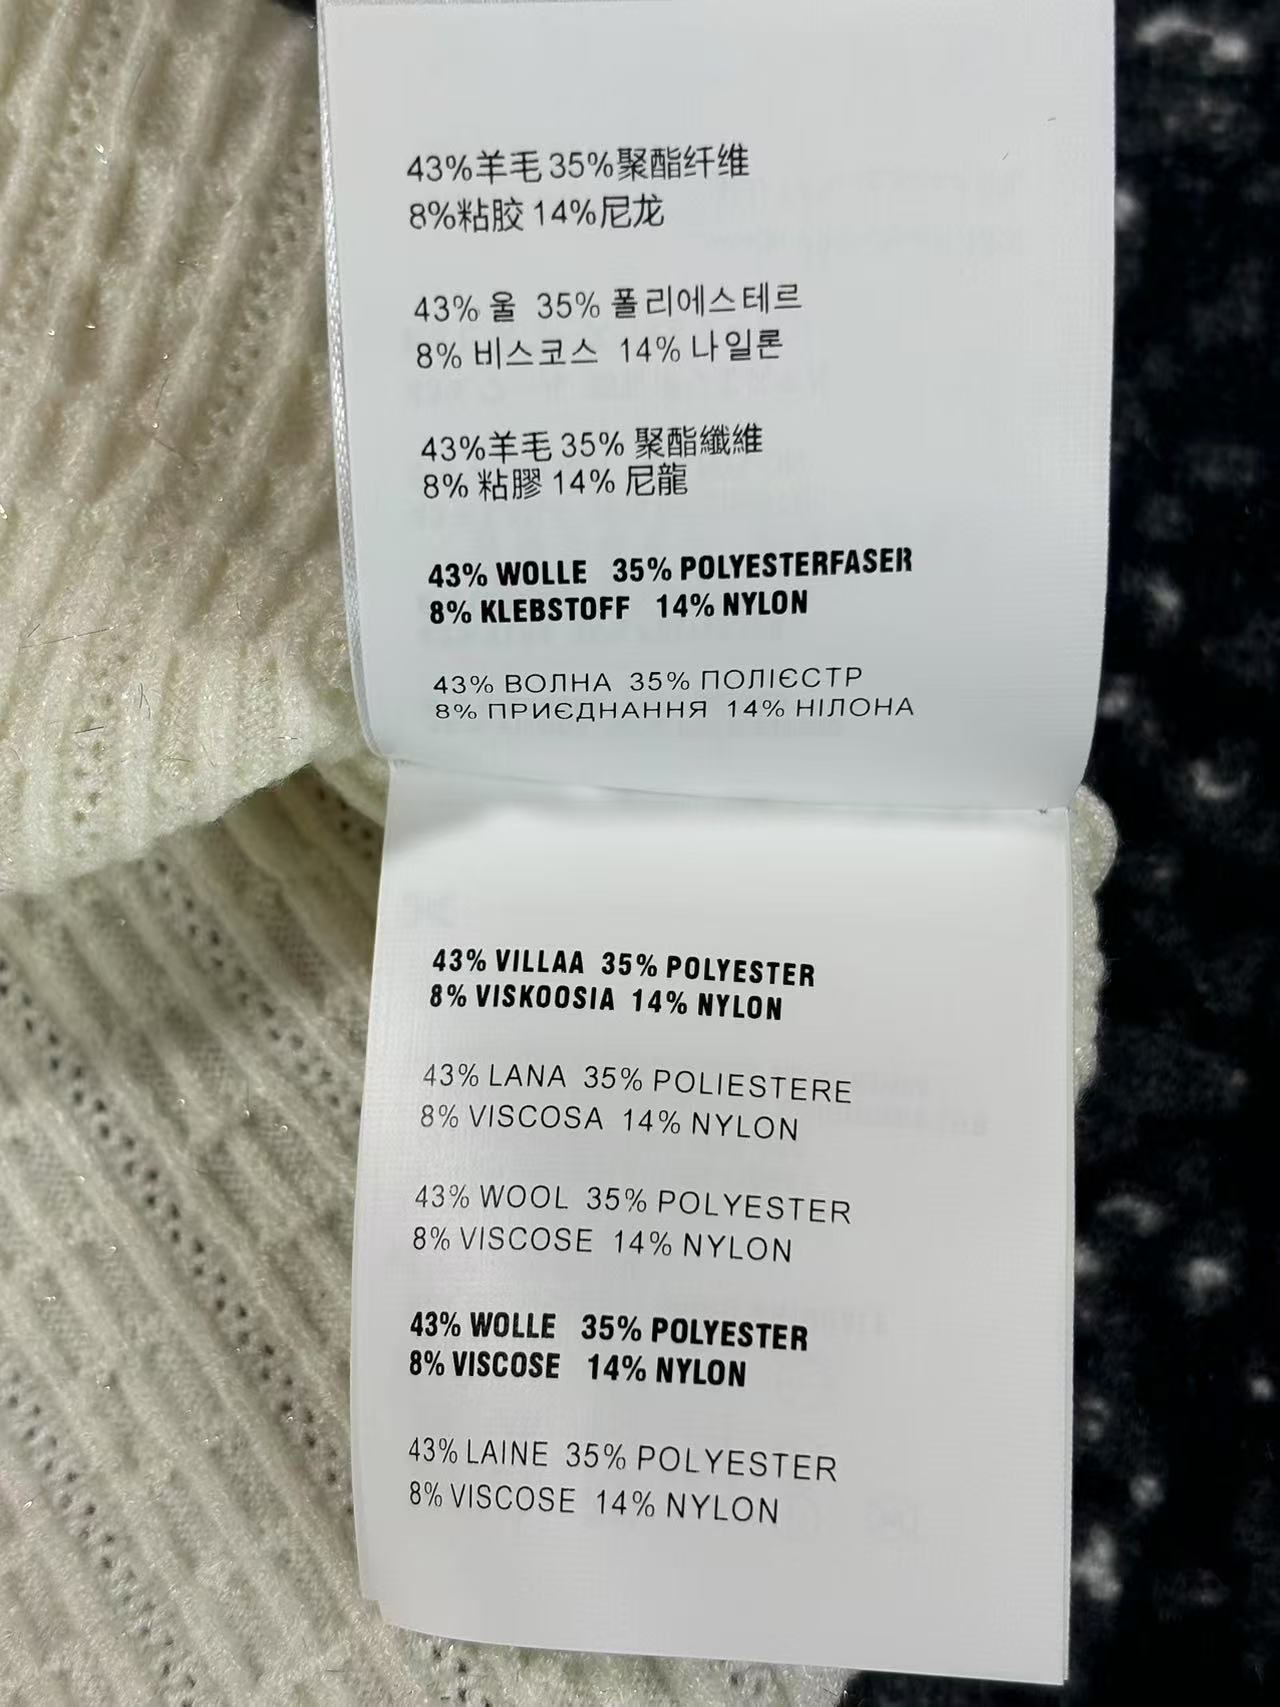 43%羊毛 35%聚酯纤维
8%粘胶 14%尼龙
43% 울 35% 폴리에스테르
8% 비스코스 14% 나일론
43%羊毛 35% 聚酯纖維
8% 粘膠 14% 尼龍
43% WOLLE 35% POLYESTERFASER
8% KLEBSTOFF 14% NYLON
43% ВОЛНА 35% ПОЛІЄСТР
8% ПРИЄДНАННЯ 14% НІЛОНА
43% VILLAA 35% POLYESTER
8% VISKOOSIA 14% NYLON
43% LANA 35% POLIESTERE
8% VISCOSA 14% NYLON
43% WOOL 35% POLYESTER
8% VISCOSE 14% NYLON
43% WOLLE 35% POLYESTER
8% VISCOSE 14% NYLON
43% LAINE 35% POLYESTER
8% VISCOSE 14% NYLON